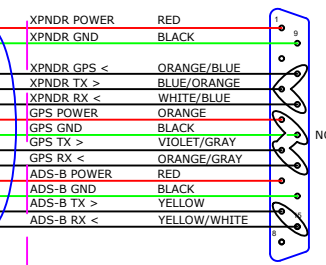 XPNDR POWER RED
1
XPNDR GND BLACK
9
XPNDR GPS < ORANGE/BLUE
XPNDR TX > BLUE/ORANGE
XPNDR RX < WHITE/BLUE
GPS POWER ORANGE
GPS GND BLACK
GPS TX > VIOLET/GRAY
GPS RX < ORANGE/GRAY
ADS-B POWER RED
ADS-B GND BLACK
ADS-B TX > YELLOW
ADS-B RX < YELLOW/WHITE
15
8